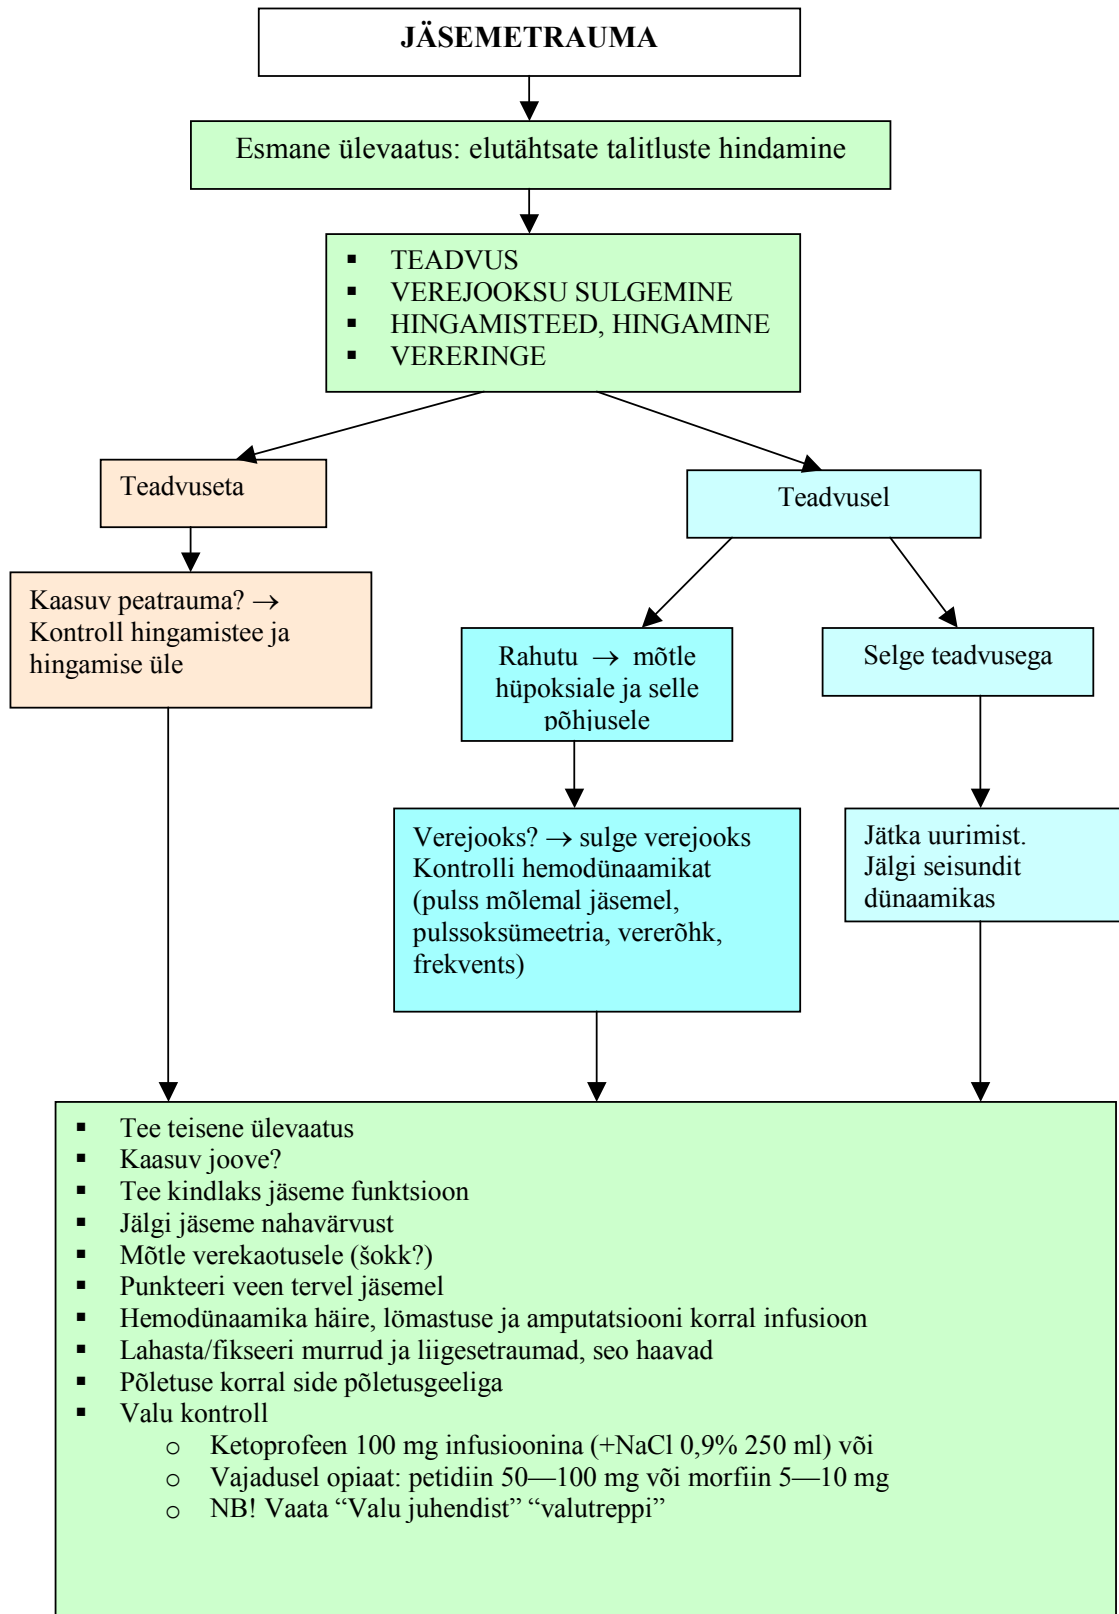 JÄSEMETRAUMA
Esmane ülevaatus: elutähtsate talitluste hindamine
▪ TEADVUS
▪ VEREJOOKSU SULGEMINE
▪ HINGAMISTEED, HINGAMINE
▪ VERERINGE
Teadvuseta
Teadvusel
Kaasuv peatrauma? →
Kontroll hingamistee ja
hingamise üle
Rahutu → mõtle
hüpoksiale ja selle
põhjusele
Selge teadvusega
Verejooks? → sulge verejooks
Kontrolli hemodünaamikat
(pulss mõlemal jäsemel,
pulssoksümeetria, vererõhk,
frekvents)
Jätka uurimist.
Jälgi seisundit
dünaamikas
▪ Tee teisene ülevaatus
▪ Kaasuv joove?
▪ Tee kindlaks jäseme funktsioon
▪ Jälgi jäseme nahavärvust
▪ Mõtle verekaotusele (šokk?)
▪ Punkteeri veen tervel jäsemel
▪ Hemodünaamika häire, lömastuse ja amputatsiooni korral infusioon
▪ Lahasta/fikseeri murrud ja liigesetraumad, seo haavad
▪ Põletuse korral side põletusgeeliga
▪ Valu kontroll
o Ketoprofeen 100 mg infusioonina (+NaCl 0,9% 250 ml) või
o Vajadusel opiaat: petidiin 50—100 mg või morfiin 5—10 mg
o NB! Vaata “Valu juhendist” “valutreppi”